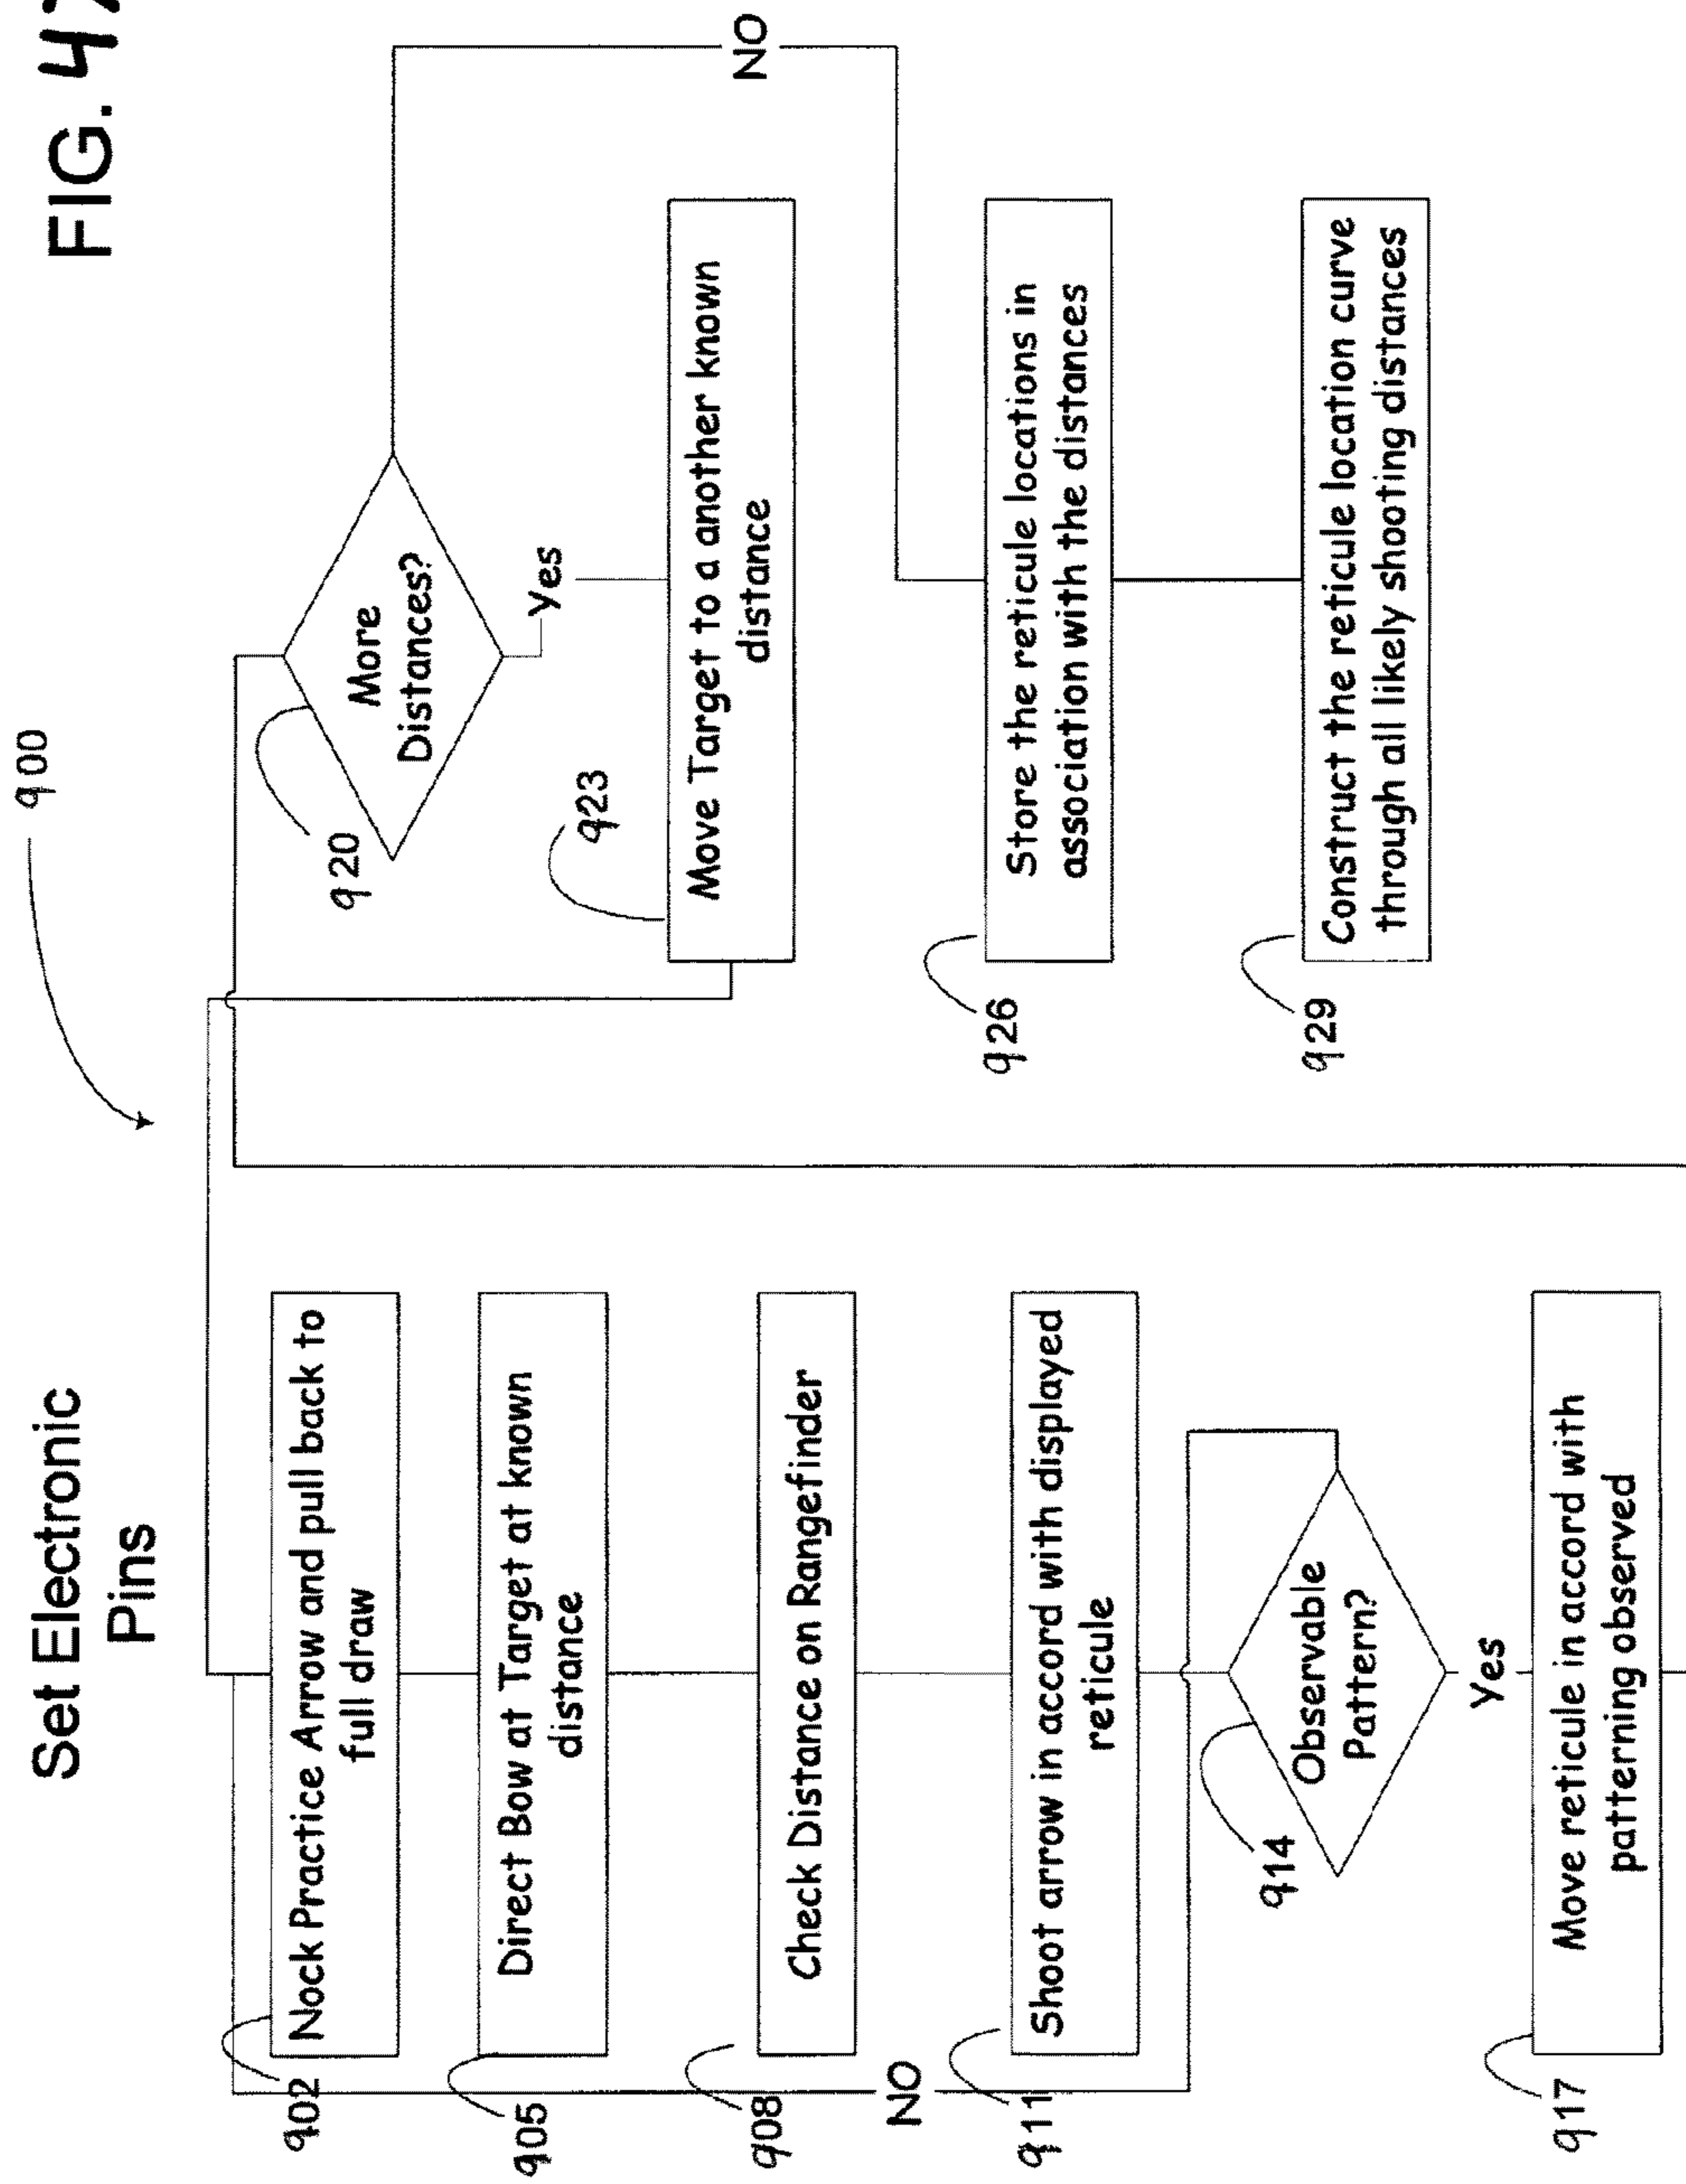 FIG. 47
900
Set Electronic
Pins
902
Nock Practice Arrow and pull back to
full draw
905
Direct Bow at Target at known
distance
908
Check Distance on Rangefinder
NO
911
Shoot arrow in accord with displayed
reticule
914
Observable
Pattern?
Yes
917
Move reticule in accord with
patterning observed
920
More
Distances?
Yes
NO
923
Move Target to a another known
distance
926
Store the reticule locations in
association with the distances
929
Construct the reticule location curve
through all likely shooting distances